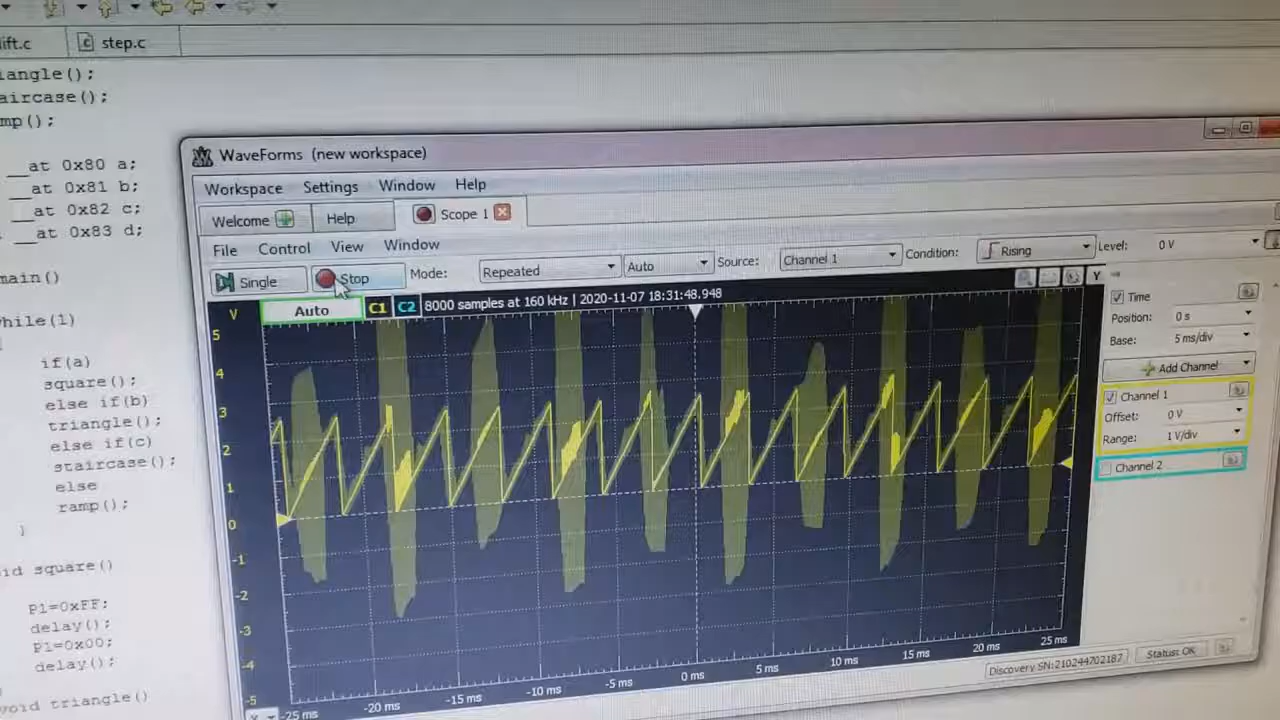 ift.c
step.c
iangle();
aircase();
mp();
__at 0x80 a;
__at 0x81 b;
__at 0x82 c;
__at 0x83 d;
main()
hile(1)
if(a)
square();
else if(b)
triangle();
else if(c)
staircase();
else
ramp();
}
id square()
P1=0xFF;
delay();
P1=0x00;
delay();
void triangle()
WaveForms (new workspace)
Workspace Settings Window Help
Welcome Help Scope 1
File Control View Window
Single Stop Mode: Repeated Auto Source: Channel 1 Condition: Rising Level: 0 V
V Auto C1 C2 8000 samples at 160 kHz | 2020-11-07 18:31:48.948 Y
5
4
3
2
1
0
-1
-2
-3
-4
-5
X -25 ms -20 ms -15 ms -10 ms -5 ms 0 ms 5 ms 10 ms 15 ms 20 ms 25 ms
Time
Position: 0 s
Base: 5 ms/div
Add Channel
Channel 1
Offset: 0 V
Range: 1 V/div
Channel 2
Discovery SN:210244702187 Status: OK